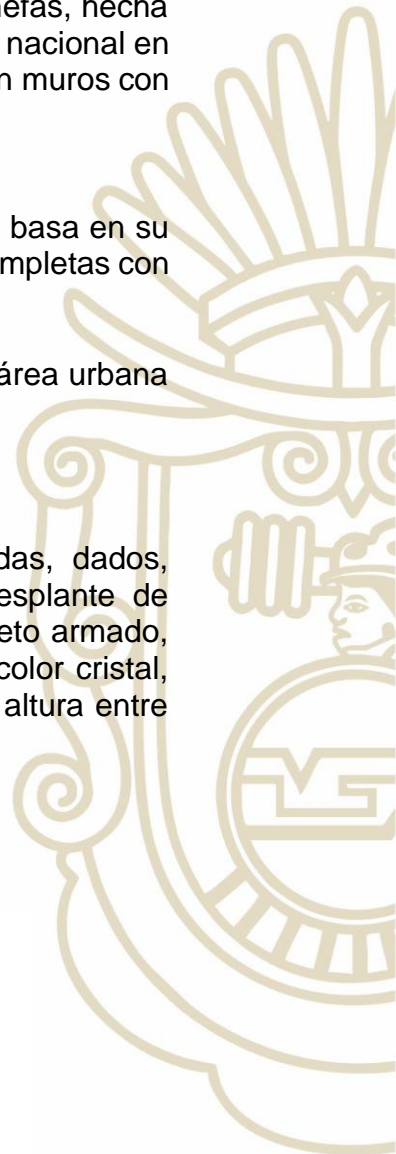 hecha
nacional en
n muros con
basa en su
mpletas con
área urbana
das, dados,
esplante de
eto armado,
color cristal,
altura entre